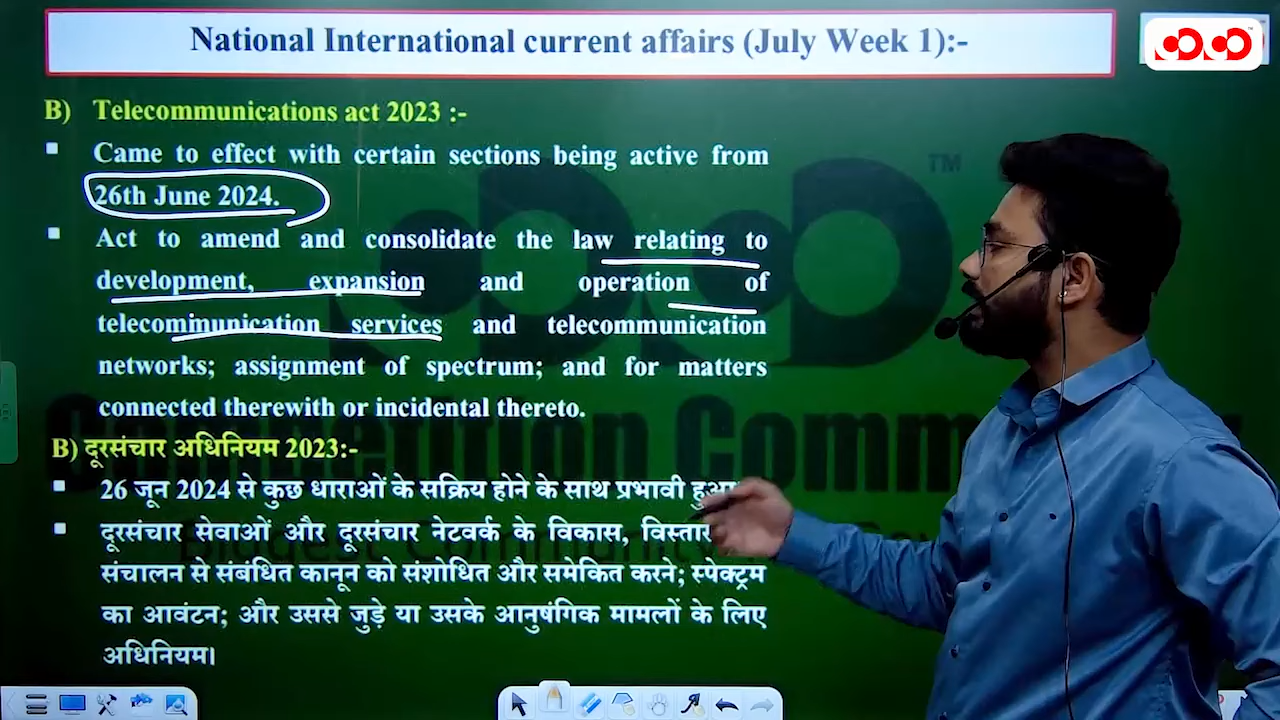 National International current affairs (July Week 1):-
B) Telecommunications act 2023 :-
Came to effect with certain sections being active from
26th June 2024.
Act to amend and consolidate the law relating to
development, expansion and operation of
telecommunication services and telecommunication
networks; assignment of spectrum; and for matters
connected therewith or incidental thereto.
B) दूरसंचार अधिनियम 2023:-
26 जून 2024 से कुछ धाराओं के सक्रिय होने के साथ प्रभावी
दूरसंचार सेवाओं और दूरसंचार नेटवर्क के विकास, विस्तार
संचालन से संबंधित कानून को संशोधित और समेकित करने; स्पेक्ट्रम
का आवंटन; और उससे जुड़े या उसके आनुषंगिक मामलों के लिए
अधिनियम।
TM
Competition Comm